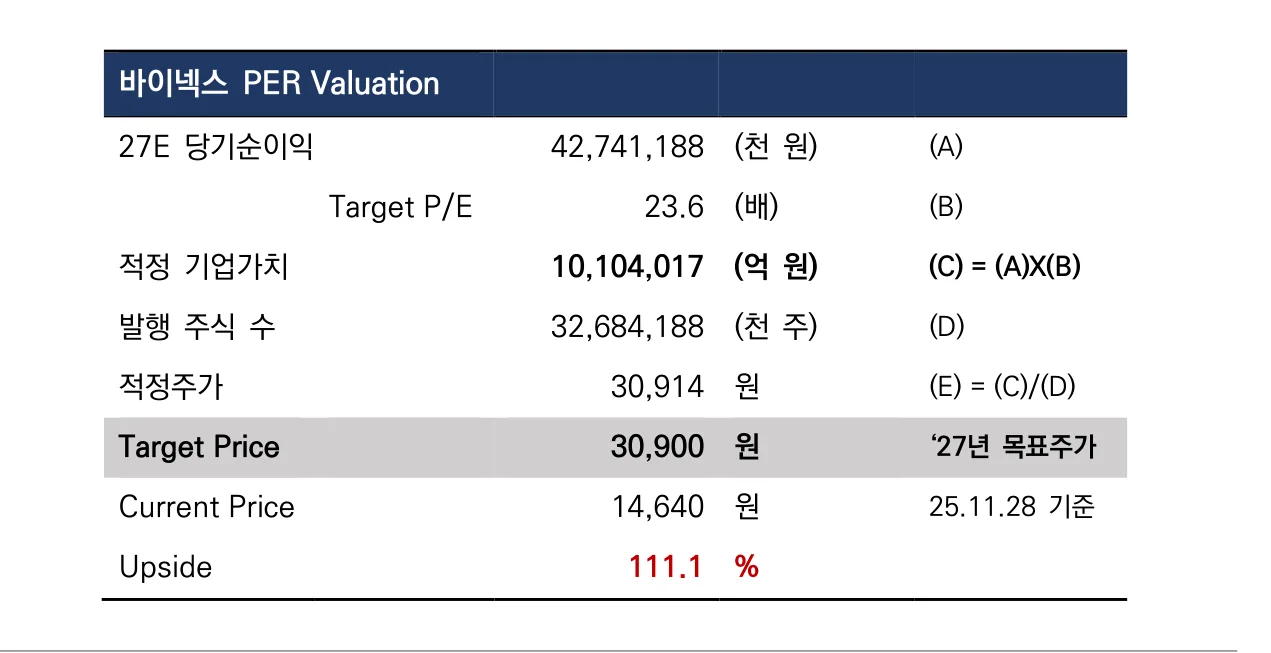 바이넥스 PER Valuation
27E 당기순이익 42,741,188 (천 원) (A)
Target P/E 23.6 (배) (B)
적정 기업가치 10,104,017 (억 원) (C) = (A)X(B)
발행 주식 수 32,684,188 (천 주) (D)
적정주가 30,914 원 (E) = (C)/(D)
Target Price 30,900 원 ‘27년 목표주가
Current Price 14,640 원 25.11.28 기준
Upside 111.1 %